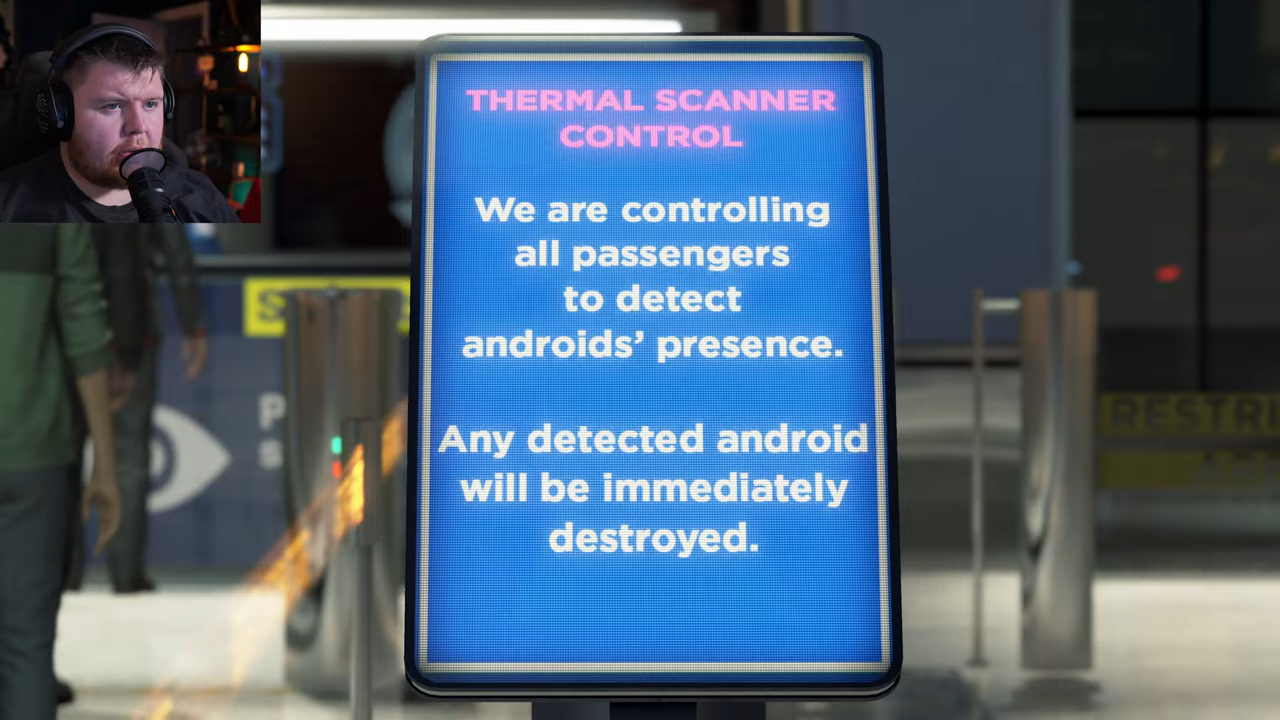 THERMAL SCANNER
CONTROL
We are controlling
all passengers
to detect
androids’ presence.
Any detected android
will be immediately
destroyed.